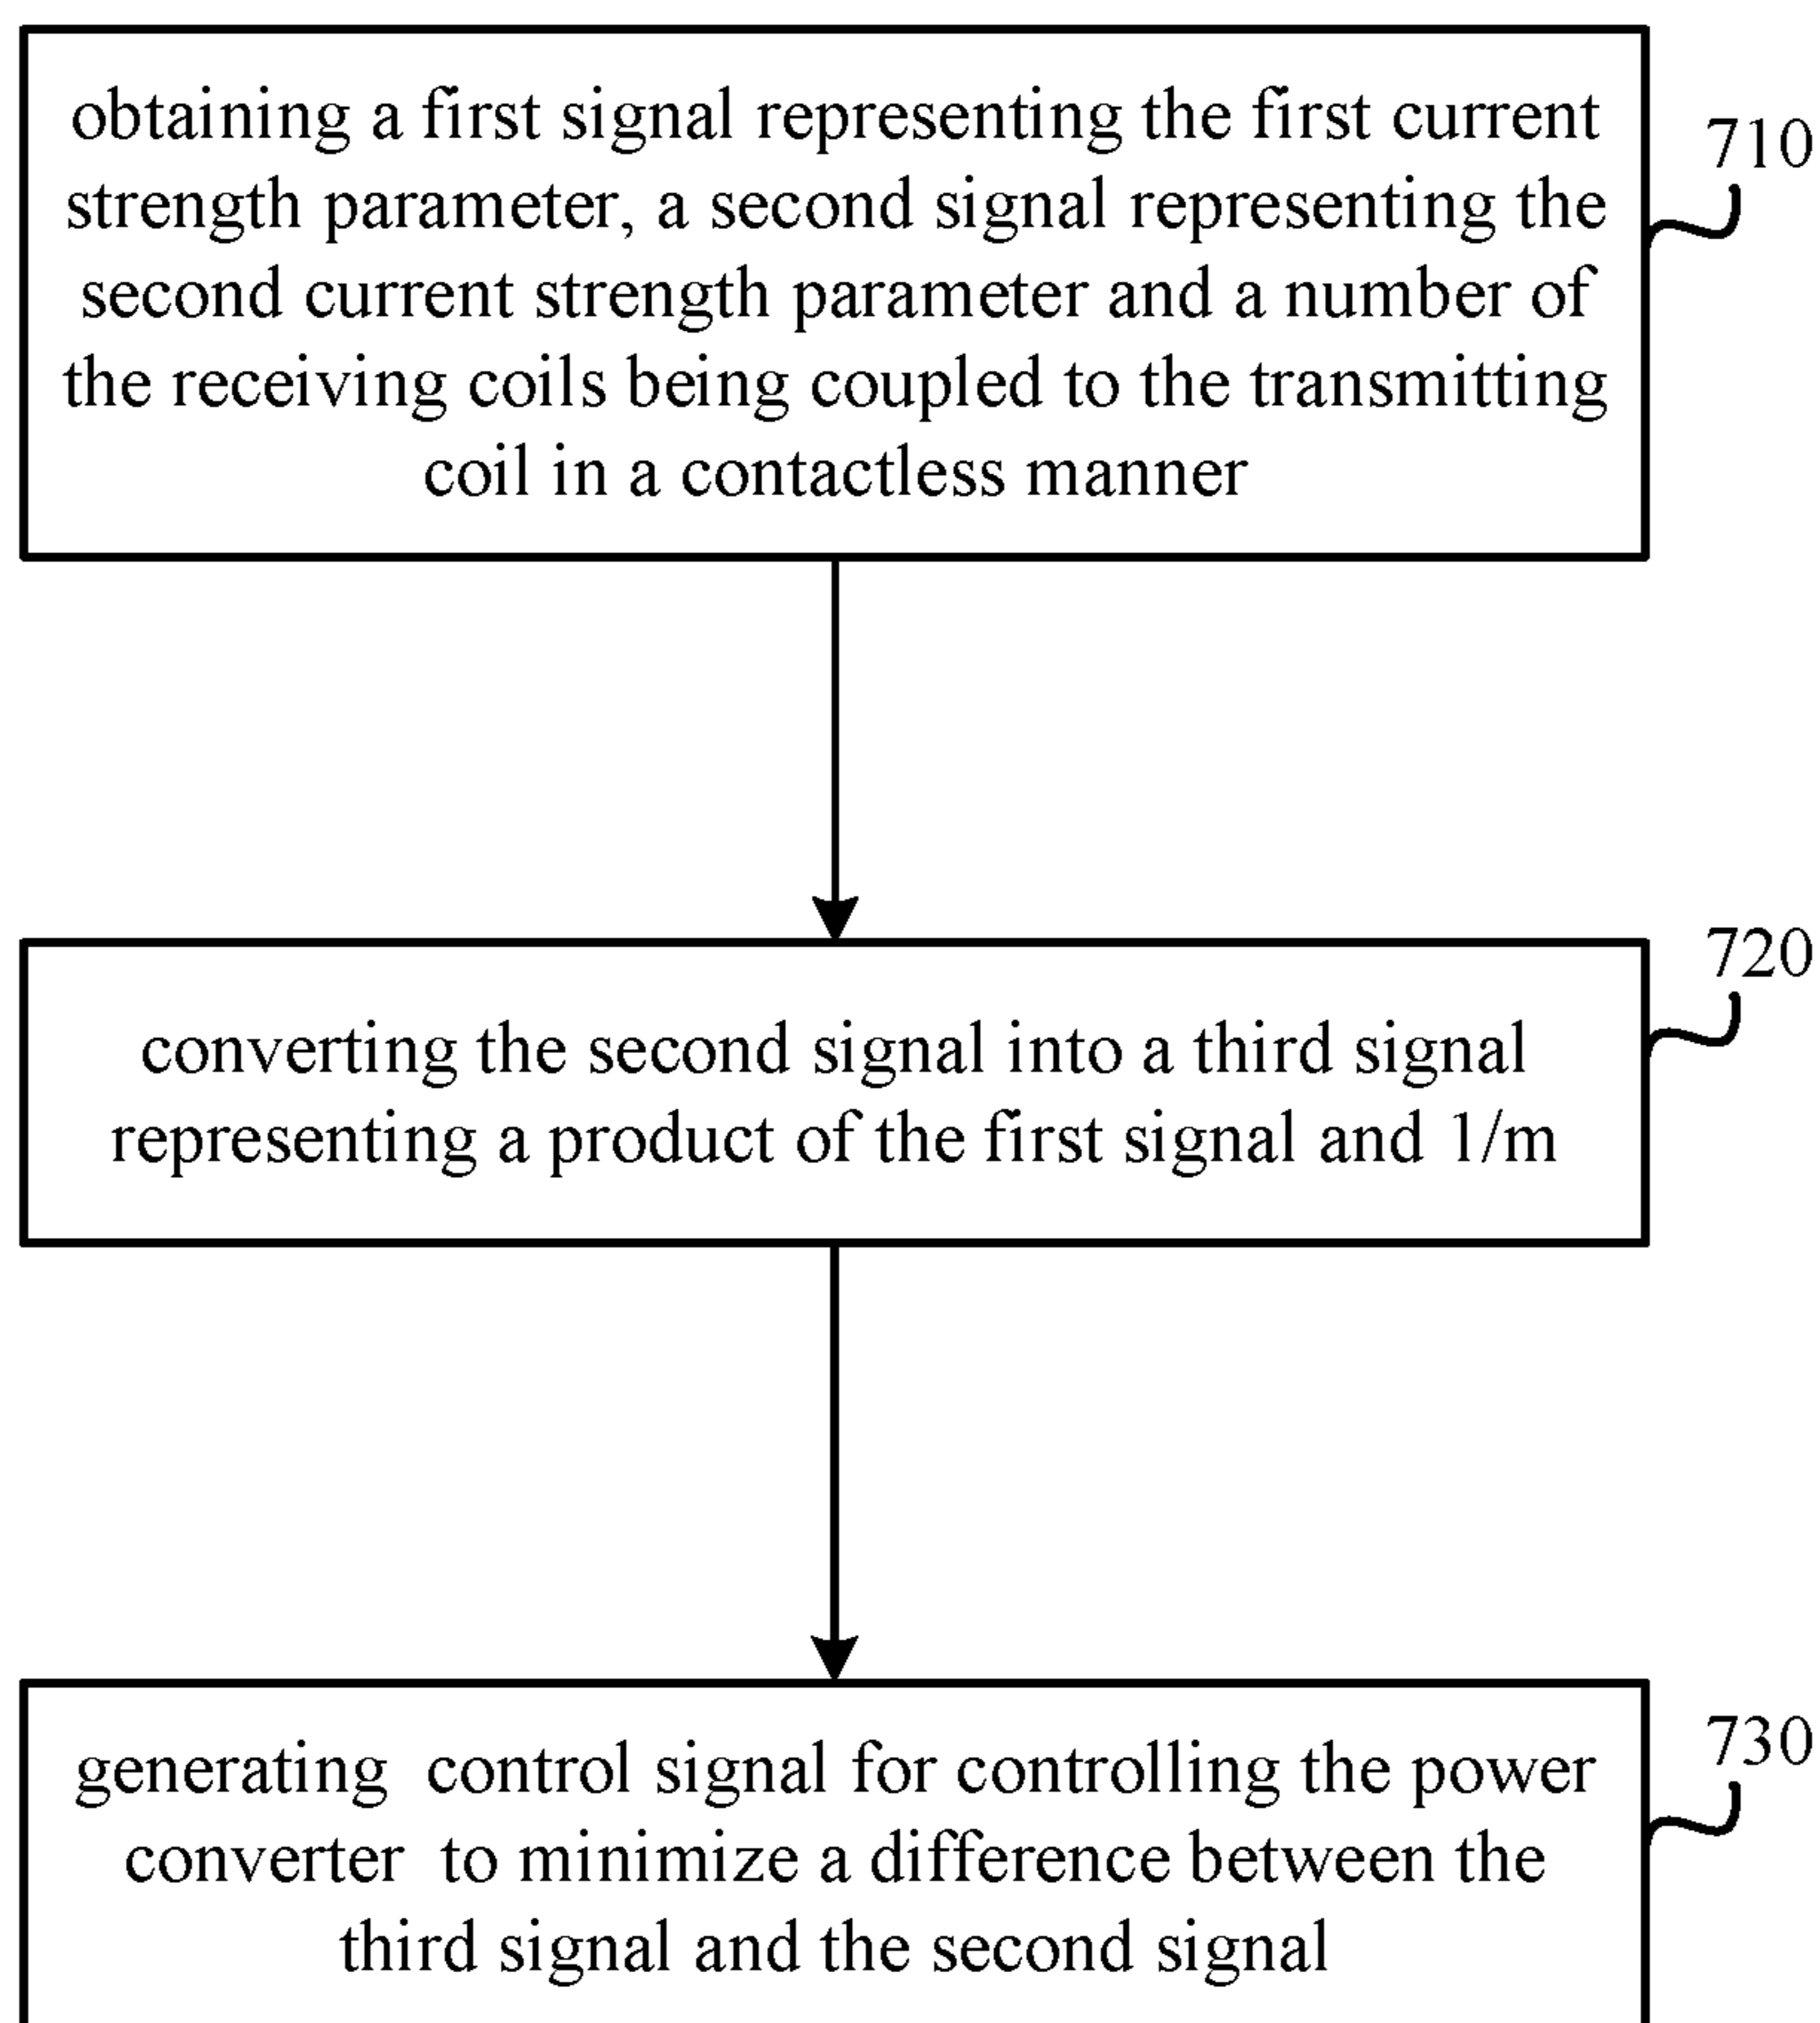 obtaining a first signal representing the first current
strength parameter, a second signal representing the
second current strength parameter and a number of
the receiving coils being coupled to the transmitting
coil in a contactless manner
710
converting the second signal into a third signal
representing a product of the first signal and 1/m
720
generating control signal for controlling the power
converter to minimize a difference between the
third signal and the second signal
730